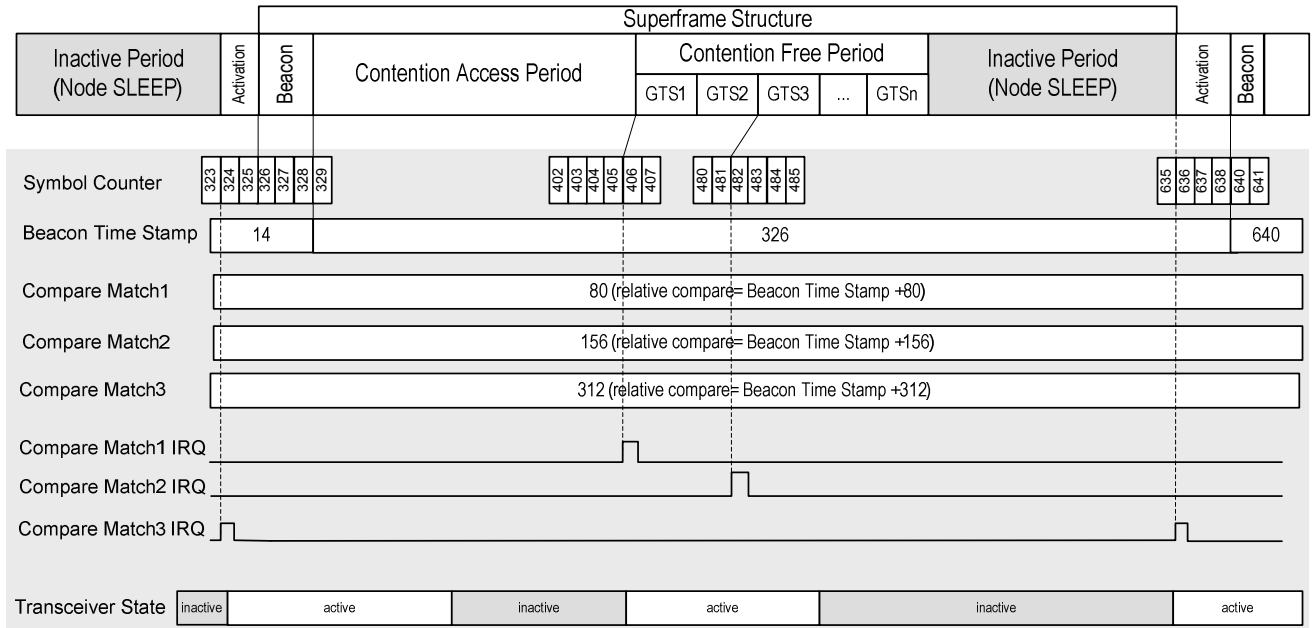 Superframe Structure
Inactive Period
(Node SLEEP)
Activation
Beacon
Contention Access Period
Contention Free Period
GTS1
GTS2
GTS3
...
GTSn
Inactive Period
(Node SLEEP)
Activation
Beacon
Symbol Counter
323
324
325
326
327
328
329
402
403
404
405
406
407
480
481
482
483
484
485
635
636
637
638
640
641
Beacon Time Stamp
14
326
640
Compare Match1
80 (relative compare= Beacon Time Stamp +80)
Compare Match2
156 (relative compare= Beacon Time Stamp +156)
Compare Match3
312 (relative compare= Beacon Time Stamp +312)
Compare Match1 IRQ
Compare Match2 IRQ
Compare Match3 IRQ
Transceiver State
inactive
active
inactive
active
inactive
active